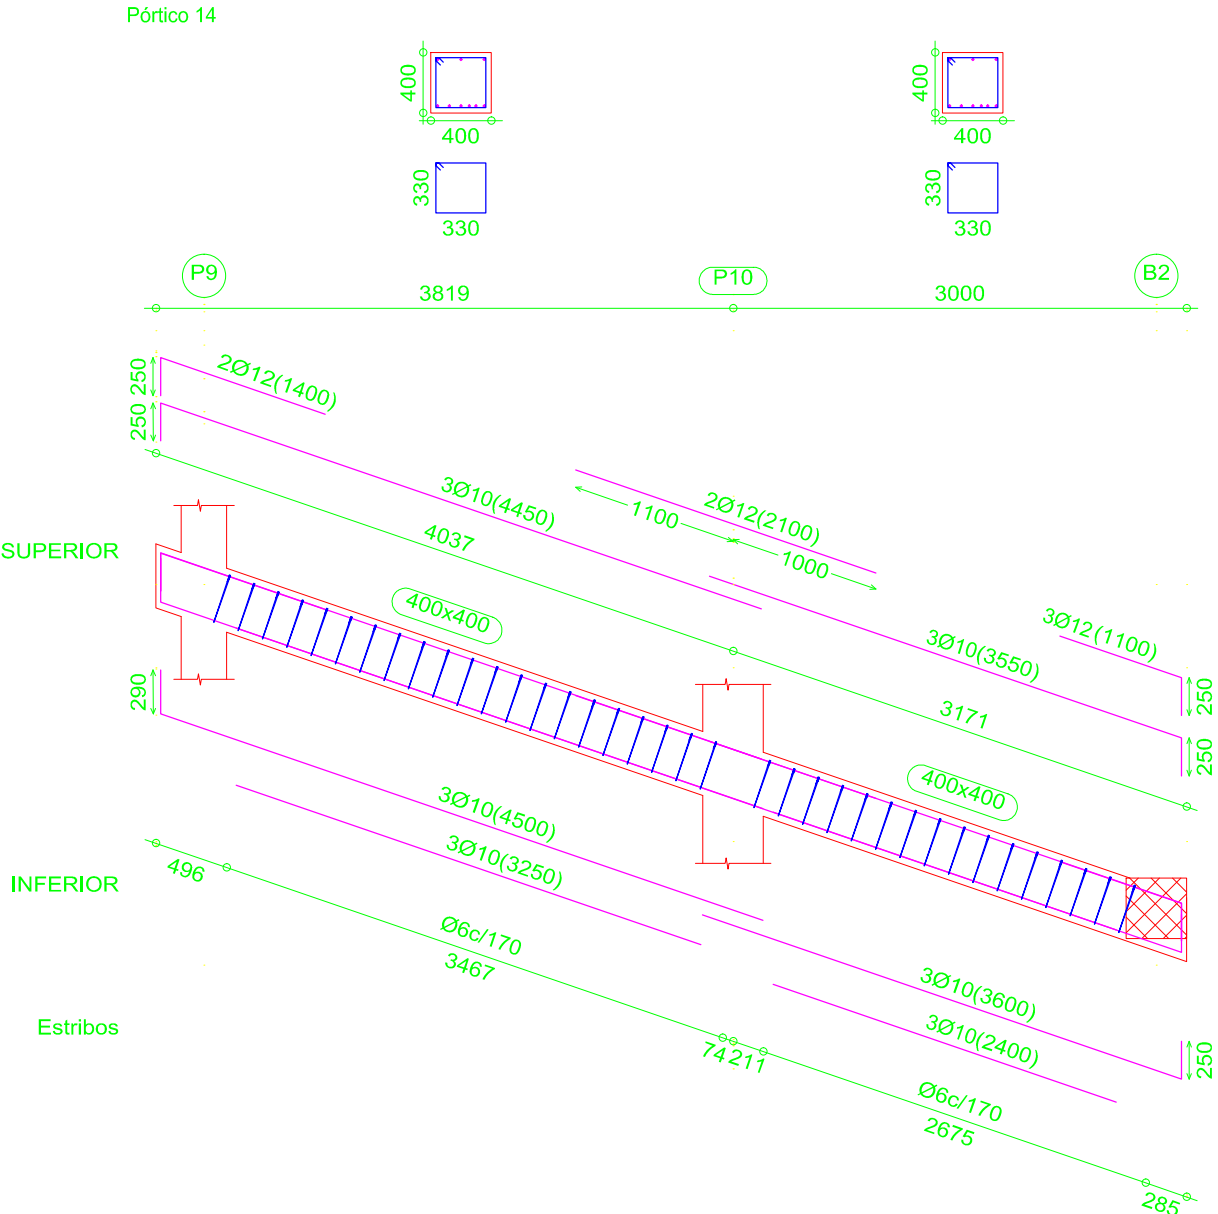 Pórtico 14
400
400
400
400
330
330
330
330
P9
P10
B2
3819
3000
250
2Ø12(1400)
250
3Ø10(4450)
1100
2Ø12(2100)
4037
1000
SUPERIOR
400x400
3Ø12(1100)
3Ø10(3550)
250
290
3171
250
400x400
3Ø10(4500)
3Ø10(3250)
496
INFERIOR
Ø6c/170
3467
3Ø10(3600)
Estribos
3Ø10(2400)
74
211
250
Ø6c/170
2675
285